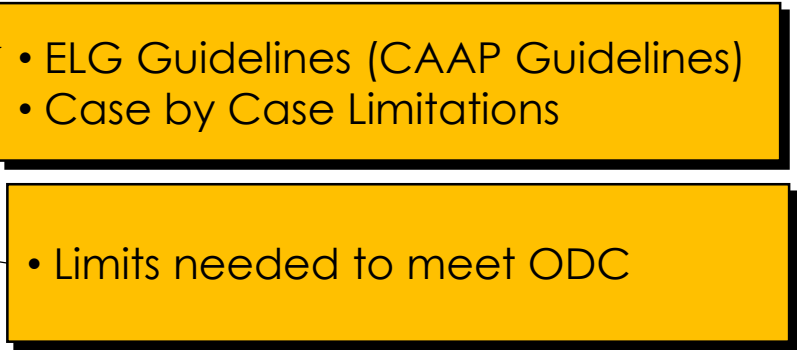 • ELG Guidelines (CAAP Guidelines)
• Case by Case Limitations
• Limits needed to meet ODC